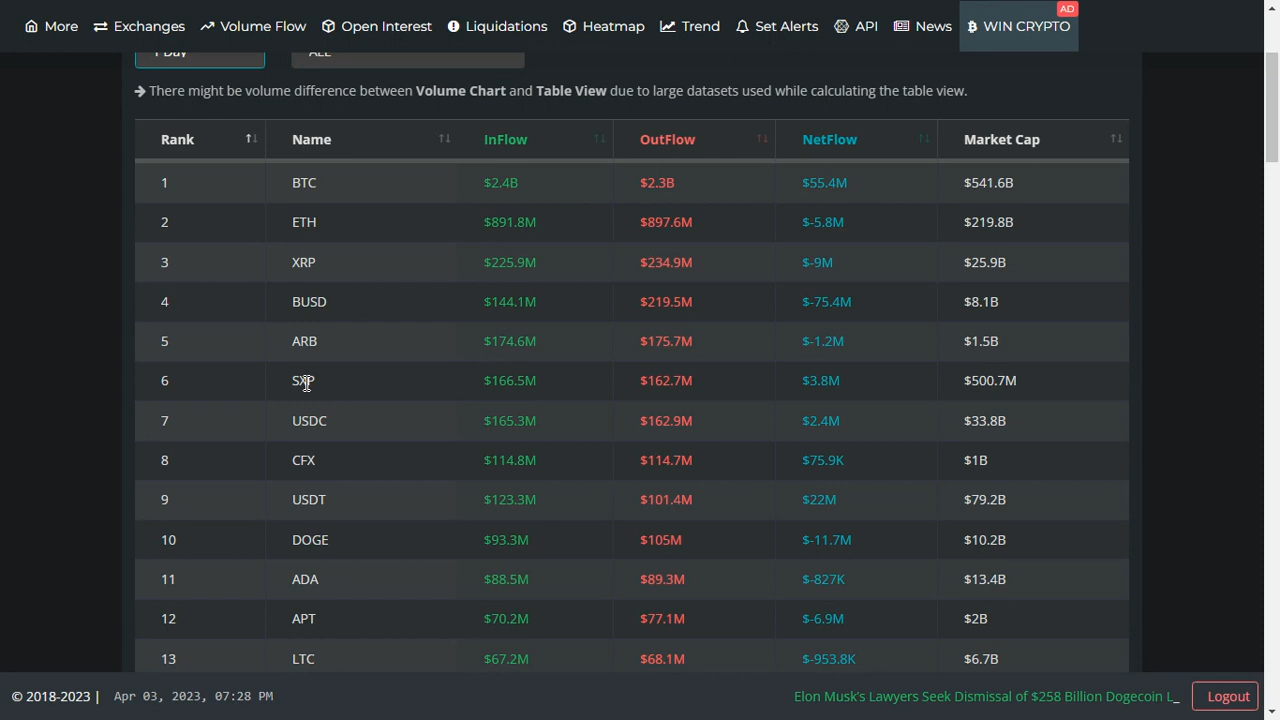 More Exchanges Volume Flow Open Interest Liquidations Heatmap Trend Set Alerts API News WIN CRYPTO AD
1 Day ALL
There might be volume difference between Volume Chart and Table View due to large datasets used while calculating the table view.
Rank Name InFlow OutFlow NetFlow Market Cap
1 BTC $2.4B $2.3B $55.4M $541.6B
2 ETH $891.8M $897.6M $-5.8M $219.8B
3 XRP $225.9M $234.9M $-9M $25.9B
4 BUSD $144.1M $219.5M $-75.4M $8.1B
5 ARB $174.6M $175.7M $-1.2M $1.5B
6 SXP $166.5M $162.7M $3.8M $500.7M
7 USDC $165.3M $162.9M $2.4M $33.8B
8 CFX $114.8M $114.7M $75.9K $1B
9 USDT $123.3M $101.4M $22M $79.2B
10 DOGE $93.3M $105M $-11.7M $10.2B
11 ADA $88.5M $89.3M $-827K $13.4B
12 APT $70.2M $77.1M $-6.9M $2B
13 LTC $67.2M $68.1M $-953.8K $6.7B
© 2018-2023 | Apr 03, 2023, 07:28 PM Elon Musk's Lawyers Seek Dismissal of $258 Billion Dogecoin L_ Logout